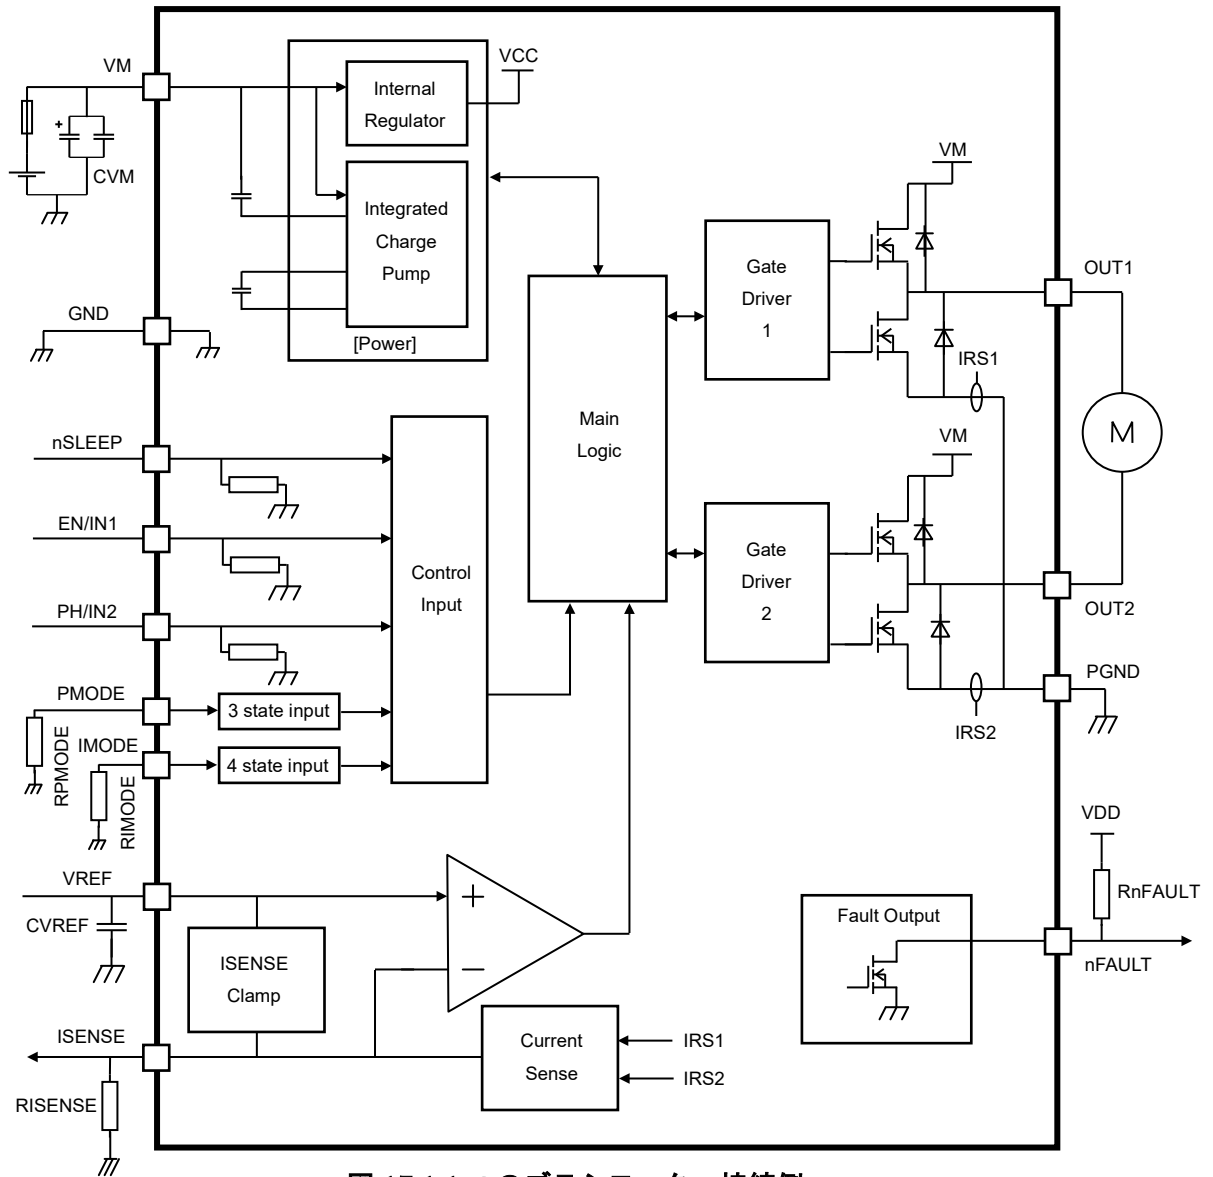 VM
CVM
GND
nSLEEP
EN/IN1
PH/IN2
PMODE
RPMODE
IMODE
RIMODE
VREF
CVREF
ISENSE
RISENSE
Internal
Regulator
VCC
Integrated
Charge
Pump
[Power]
Control
Input
3 state input
4 state input
ISENSE
Clamp
+
−
Current
Sense
IRS1
IRS2
Main
Logic
Gate
Driver
1
VM
IRS1
Gate
Driver
2
VM
IRS2
OUT1
M
OUT2
PGND
Fault Output
VDD
RnFAULT
nFAULT
+